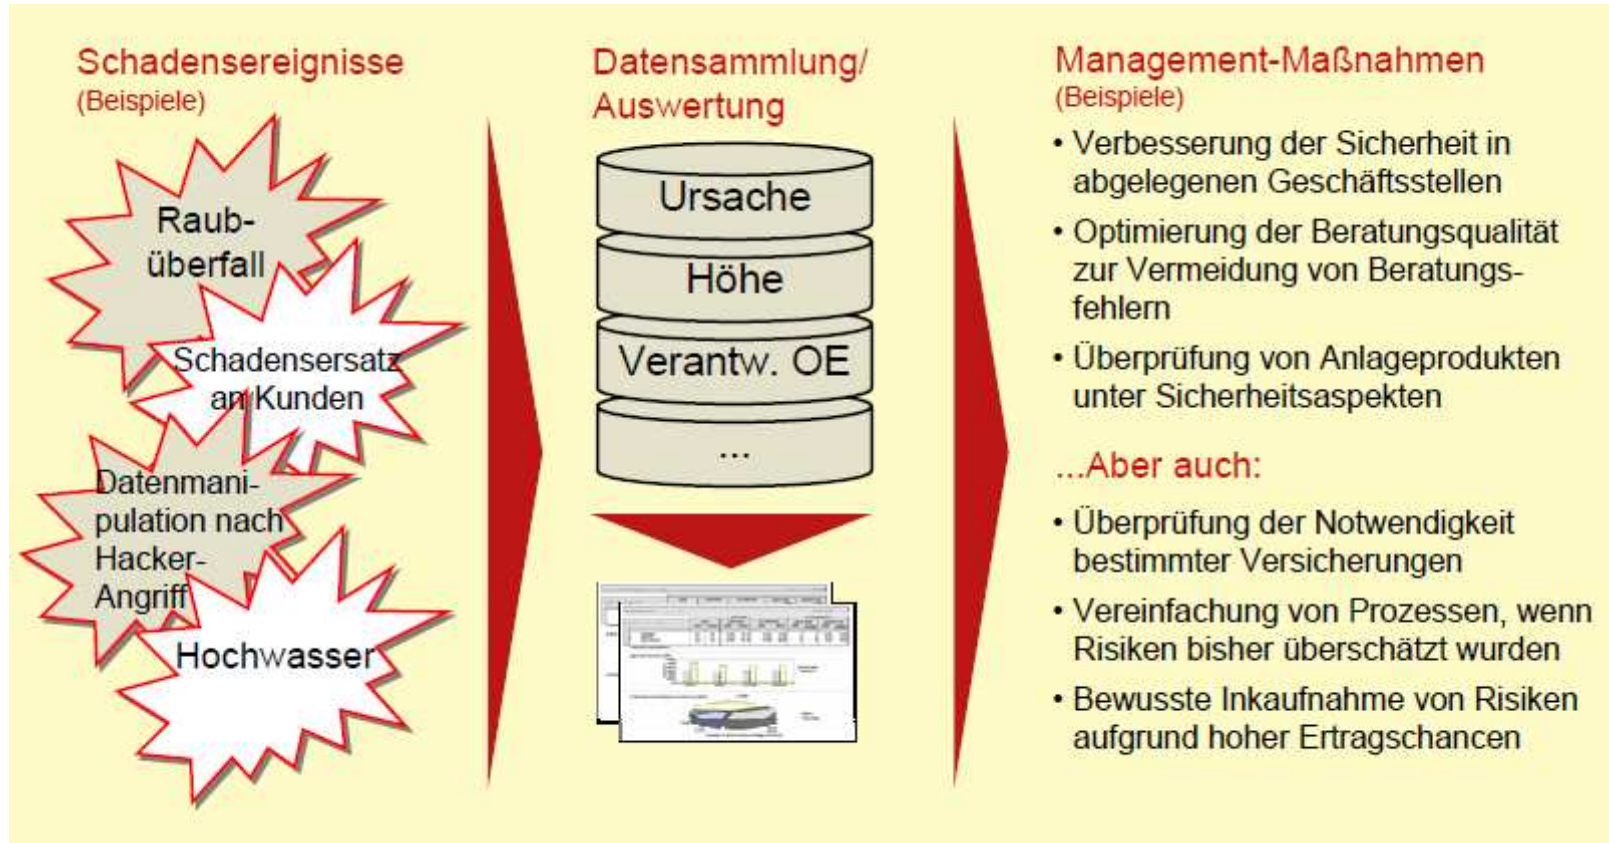 Schadensereignisse
(Beispiele)
Raub-
überfall
Schadensersatz
an Kunden
Datenmani-
pulation nach
Hacker-
Angriff
Hochwasser
Datensammlung/
Auswertung
Ursache
Höhe
Verantw. OE
...
Management-Maßnahmen
(Beispiele)
• Verbesserung der Sicherheit in
abgelegenen Geschäftsstellen
• Optimierung der Beratungsqualität
zur Vermeidung von Beratungs-
fehlern
• Überprüfung von Anlageprodukten
unter Sicherheitsaspekten
...Aber auch:
• Überprüfung der Notwendigkeit
bestimmter Versicherungen
• Vereinfachung von Prozessen, wenn
Risiken bisher überschätzt wurden
• Bewusste Inkaufnahme von Risiken
aufgrund hoher Ertragschancen